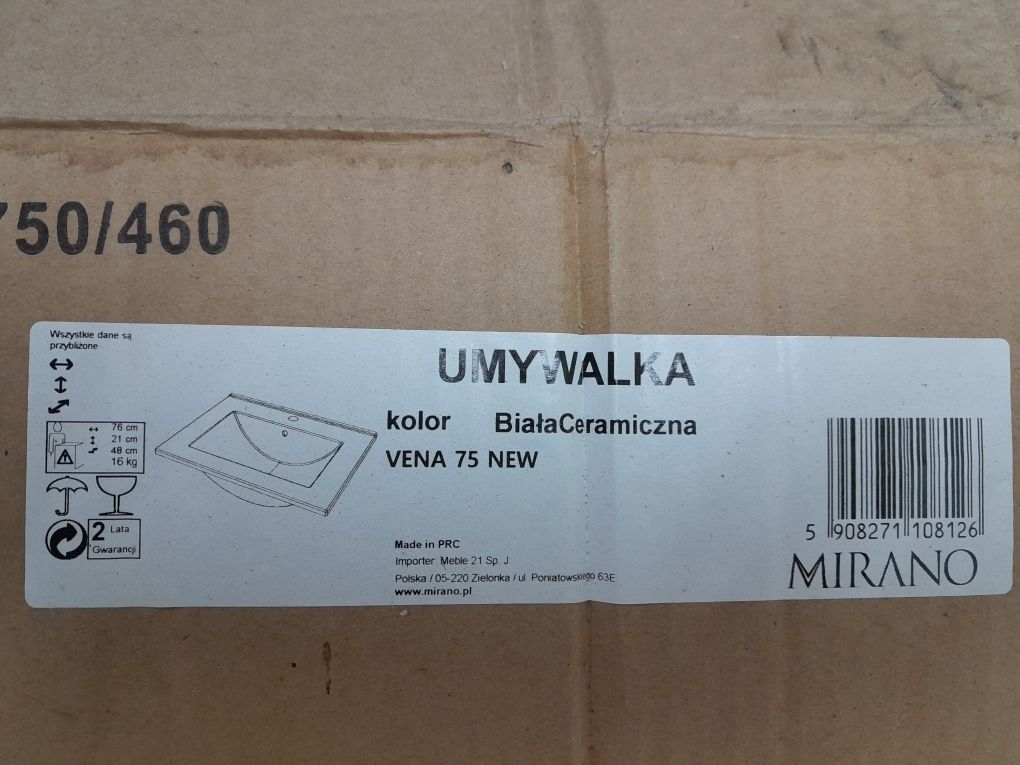 750/460
Wszystkie dane są
przybliżone
76 cm
21 cm
48 cm
16 kg
2 Lata
Gwarancji
UMYWALKA
kolor BiałaCeramiczna
VENA 75 NEW
Made in PRC
Importer: Meble 21 Sp. J
Polska / 05-220 Zielonka / ul. Poniatowskiego 63E
www.mirano.pl
5 908271 108126
MIRANO